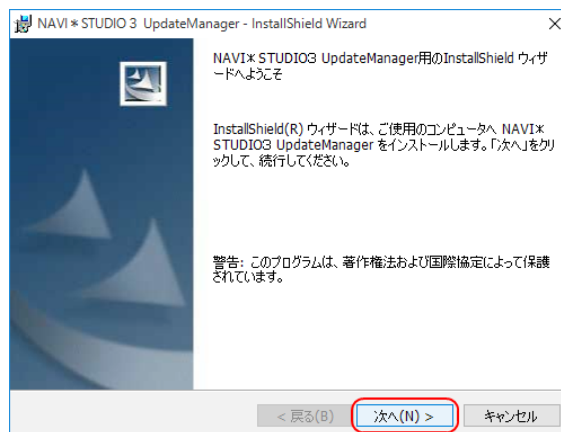 NAVI＊STUDIO 3 UpdateManager - InstallShield Wizard
NAVI＊STUDIO3 UpdateManager用のInstallShield ウィザ
ードへようこそ
InstallShield(R) ウィザードは、ご使用のコンピュータへ NAVI＊
STUDIO3 UpdateManager をインストールします。「次へ」をクリ
ックして、続行してください。
警告: このプログラムは、著作権法および国際協定によって保護
されています。
< 戻る(B)
次へ(N) >
キャンセル